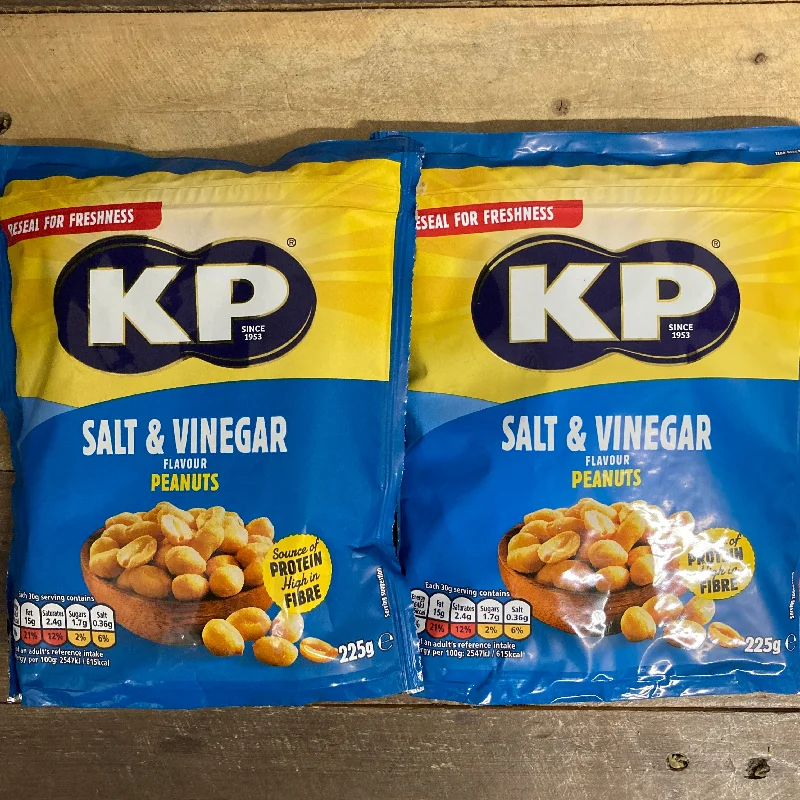 RESEAL FOR FRESHNESS
KP®
SINCE
1953
SALT & VINEGAR
FLAVOUR
PEANUTS
Source of
PROTEIN
High in
FIBRE
Each 30g serving contains
Fat Saturates Sugars Salt
15g 2.4g 1.7g 0.36g
21% 12% 2% 6%
an adult's reference intake
per 100g: 2547kJ / 615kcal
225g e
Serving suggestion
ESEAL FOR FRESHNESS
KP®
SINCE
1953
SALT & VINEGAR
FLAVOUR
PEANUTS
of
PROTEIN
High in
FIBRE
Each 30g serving contains
Energy Fat Saturates Sugars Salt
15g 2.4g 1.7g 0.36g
21% 12% 2% 6%
of an adult's reference intake
per 100g: 2547kJ / 615kcal
225g e